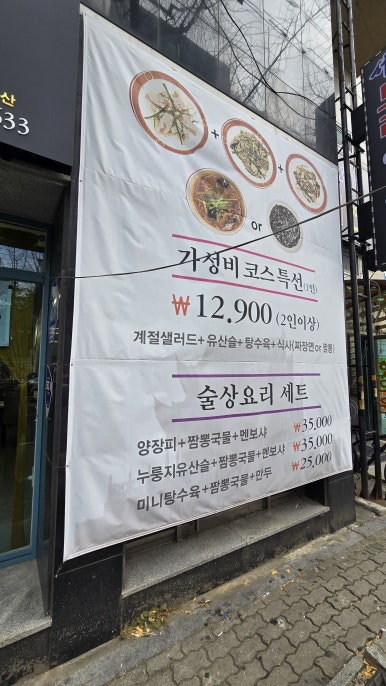 산
633
+
+
or
가성비 코스특선(1인)
₩ 12.900 (2인이상)
계절샐러드+유산슬+탕수육+식사(짜장면or짬뽕)
술상요리 세트
양장피+짬뽕국물+멘보샤 ₩35,000
누룽지유산슬+짬뽕국물+멘보샤 ₩35,000
미니탕수육+짬뽕국물+만두 ₩25,000